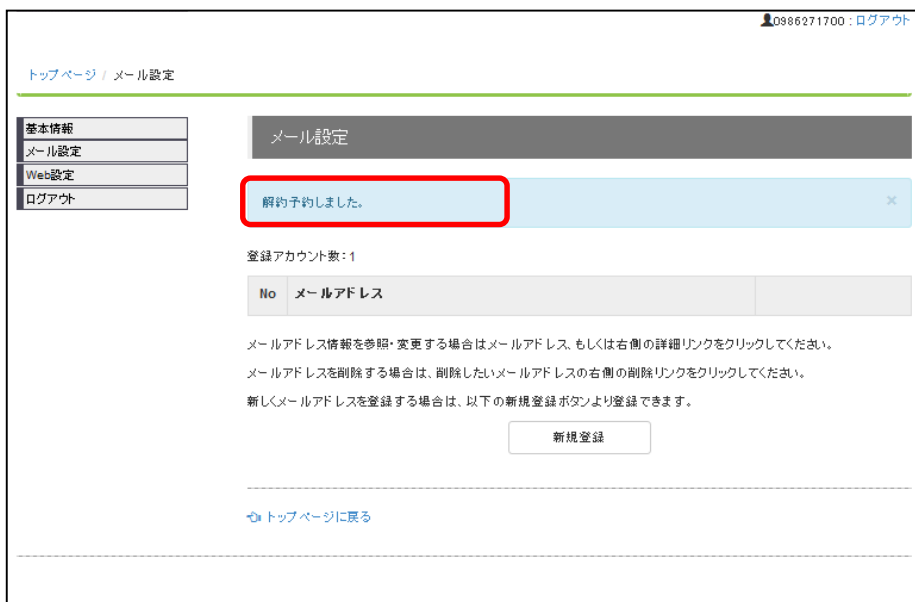 0986271700 : ログアウト
トップページ / メール設定
基本情報
メール設定
Web設定
ログアウト
メール設定
解約予約しました。
×
登録アカウント数：1
No メールアドレス
メールアドレス情報を参照・変更する場合はメールアドレス、もしくは右側の詳細リンクをクリックしてください。
メールアドレスを削除する場合は、削除したいメールアドレスの右側の削除リンクをクリックしてください。
新しくメールアドレスを登録する場合は、以下の新規登録ボタンより登録できます。
新規登録
トップページに戻る